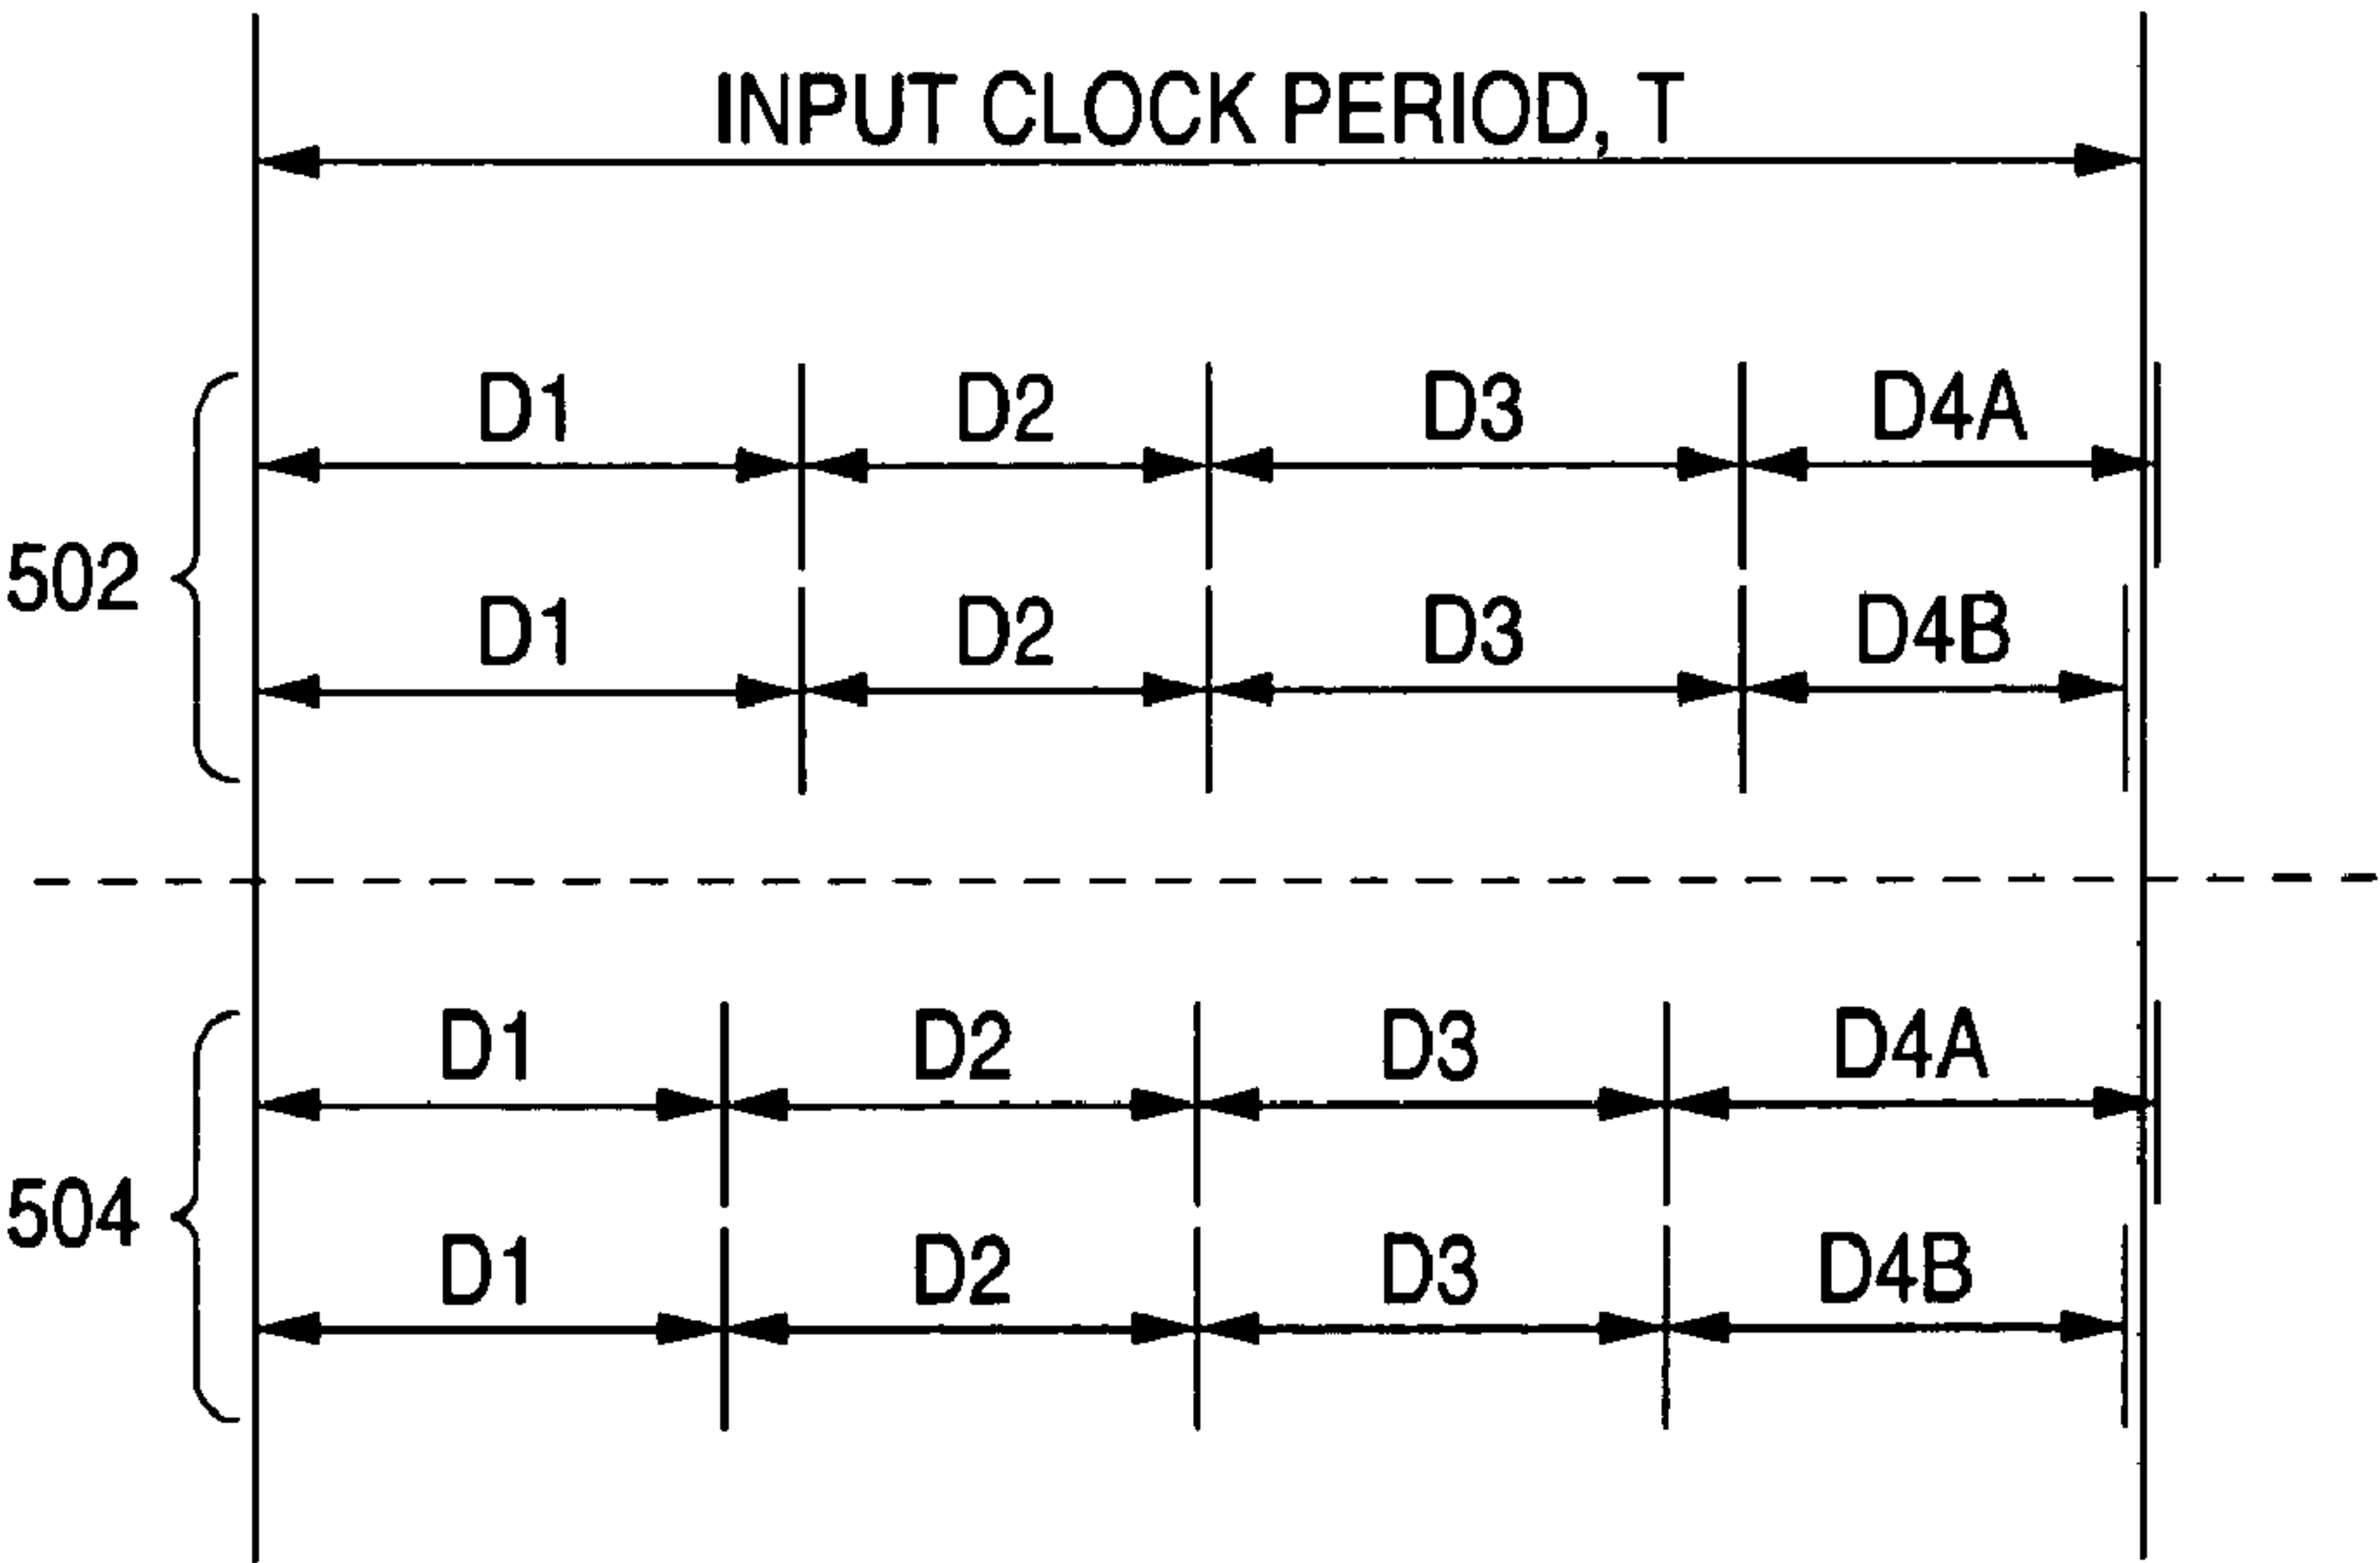 INPUT CLOCK PERIOD, T
D1 D2 D3 D4A
502
D1 D2 D3 D4B
D1 D2 D3 D4A
504
D1 D2 D3 D4B